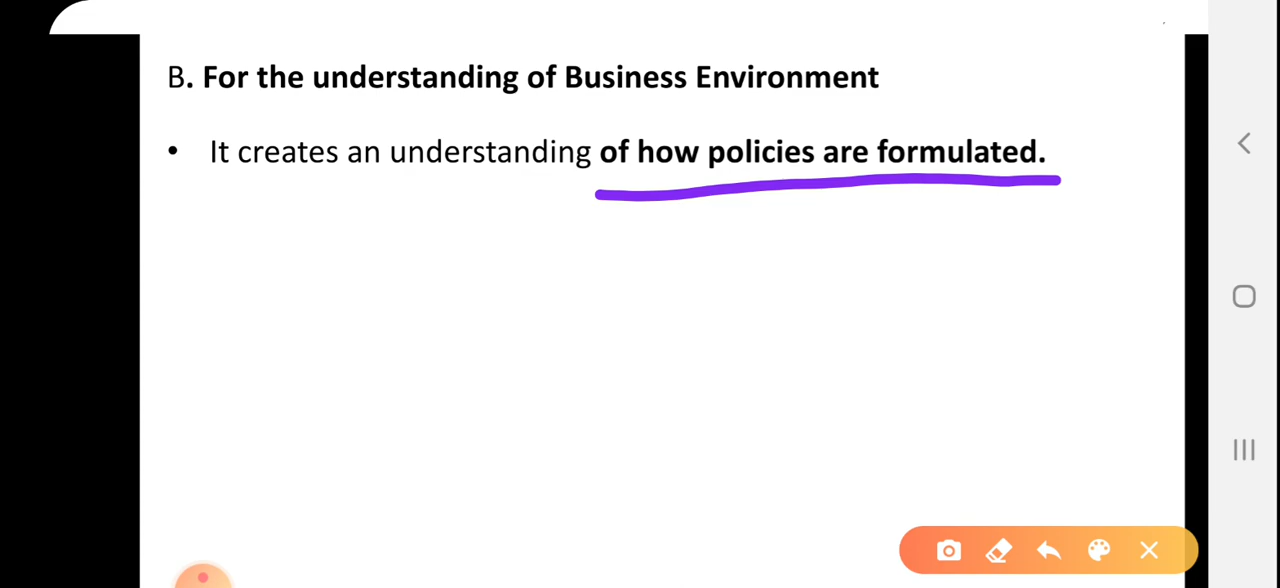 B. For the understanding of Business Environment
• It creates an understanding of how policies are formulated.